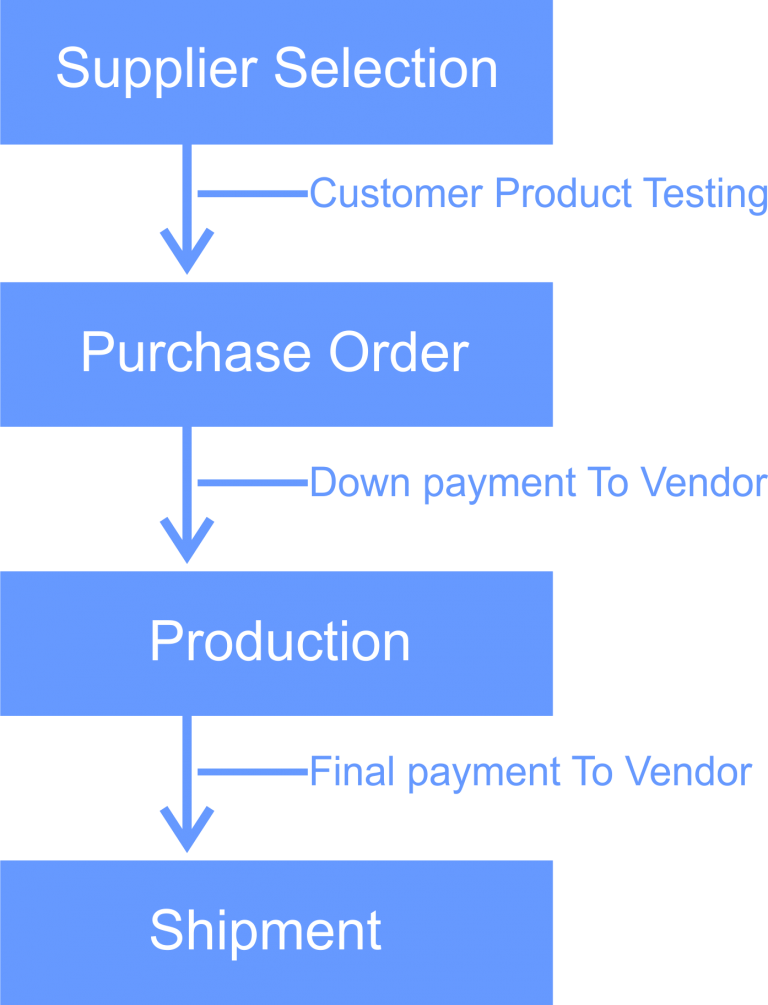 Supplier Selection
Customer Product Testing
Purchase Order
Down payment To Vendor
Production
Final payment To Vendor
Shipment